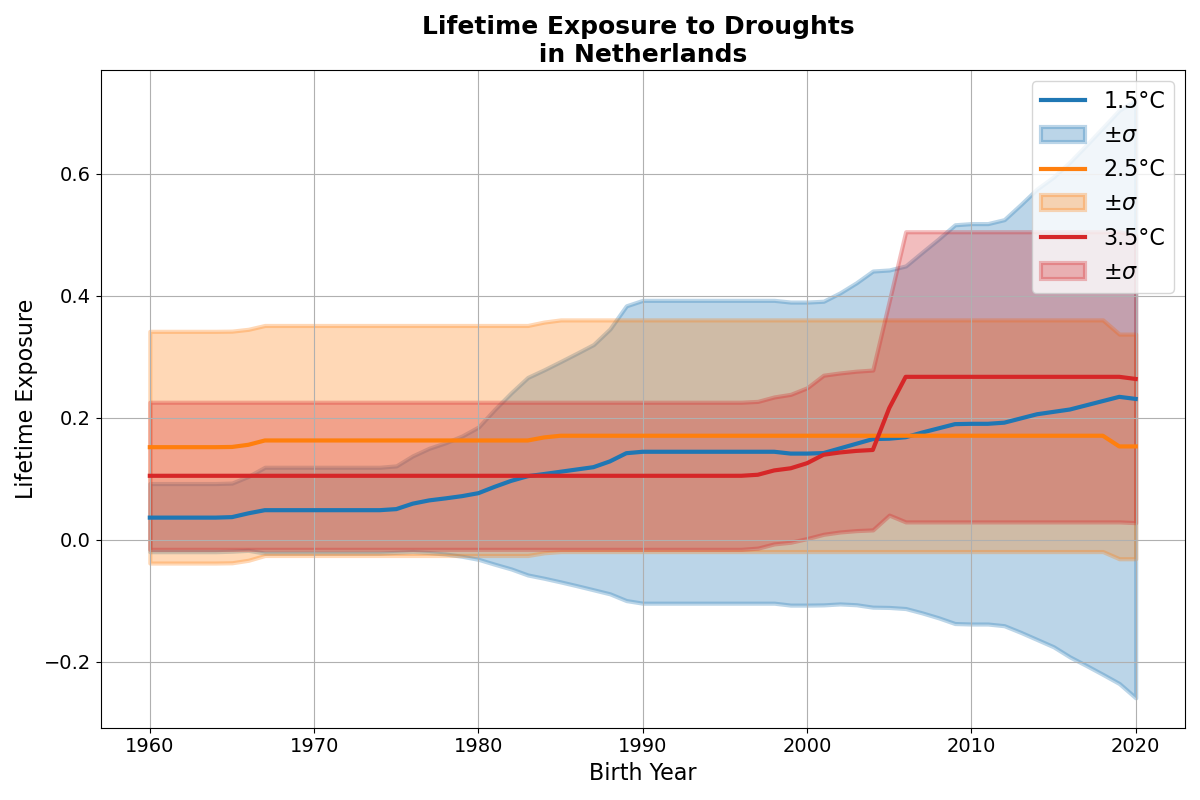 Lifetime Exposure to Droughts
in Netherlands
1.5°C
±σ
2.5°C
±σ
3.5°C
±σ
Lifetime Exposure
0.6
0.4
0.2
0.0
−0.2
1960 1970 1980 1990 2000 2010 2020
Birth Year